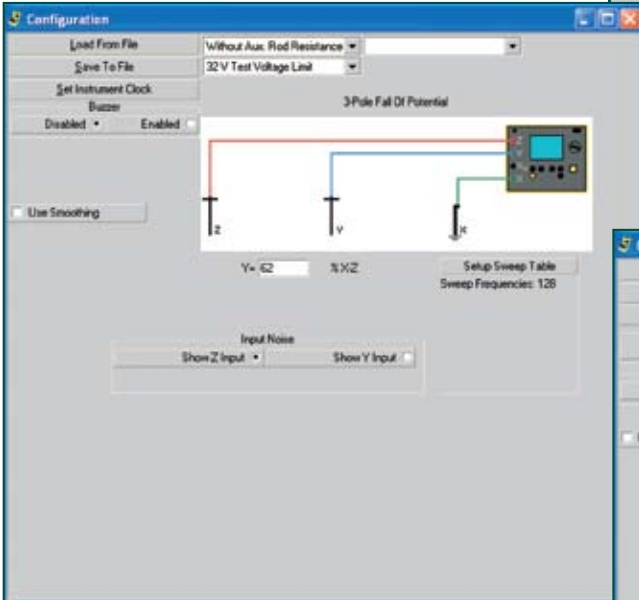 Configuration
Load From File
Without Aux. Rod Resistance
Save To File
32 V Test Voltage Limit
Set Instrument Clock
Buzzer
Disabled
Enabled
3-Pole Fall Of Potential
Z
Y
X
Use Smoothing
Y= 62 %XZ
Setup Sweep Table
Sweep Frequencies: 128
Input Noise
Show Z Input
Show Y Input